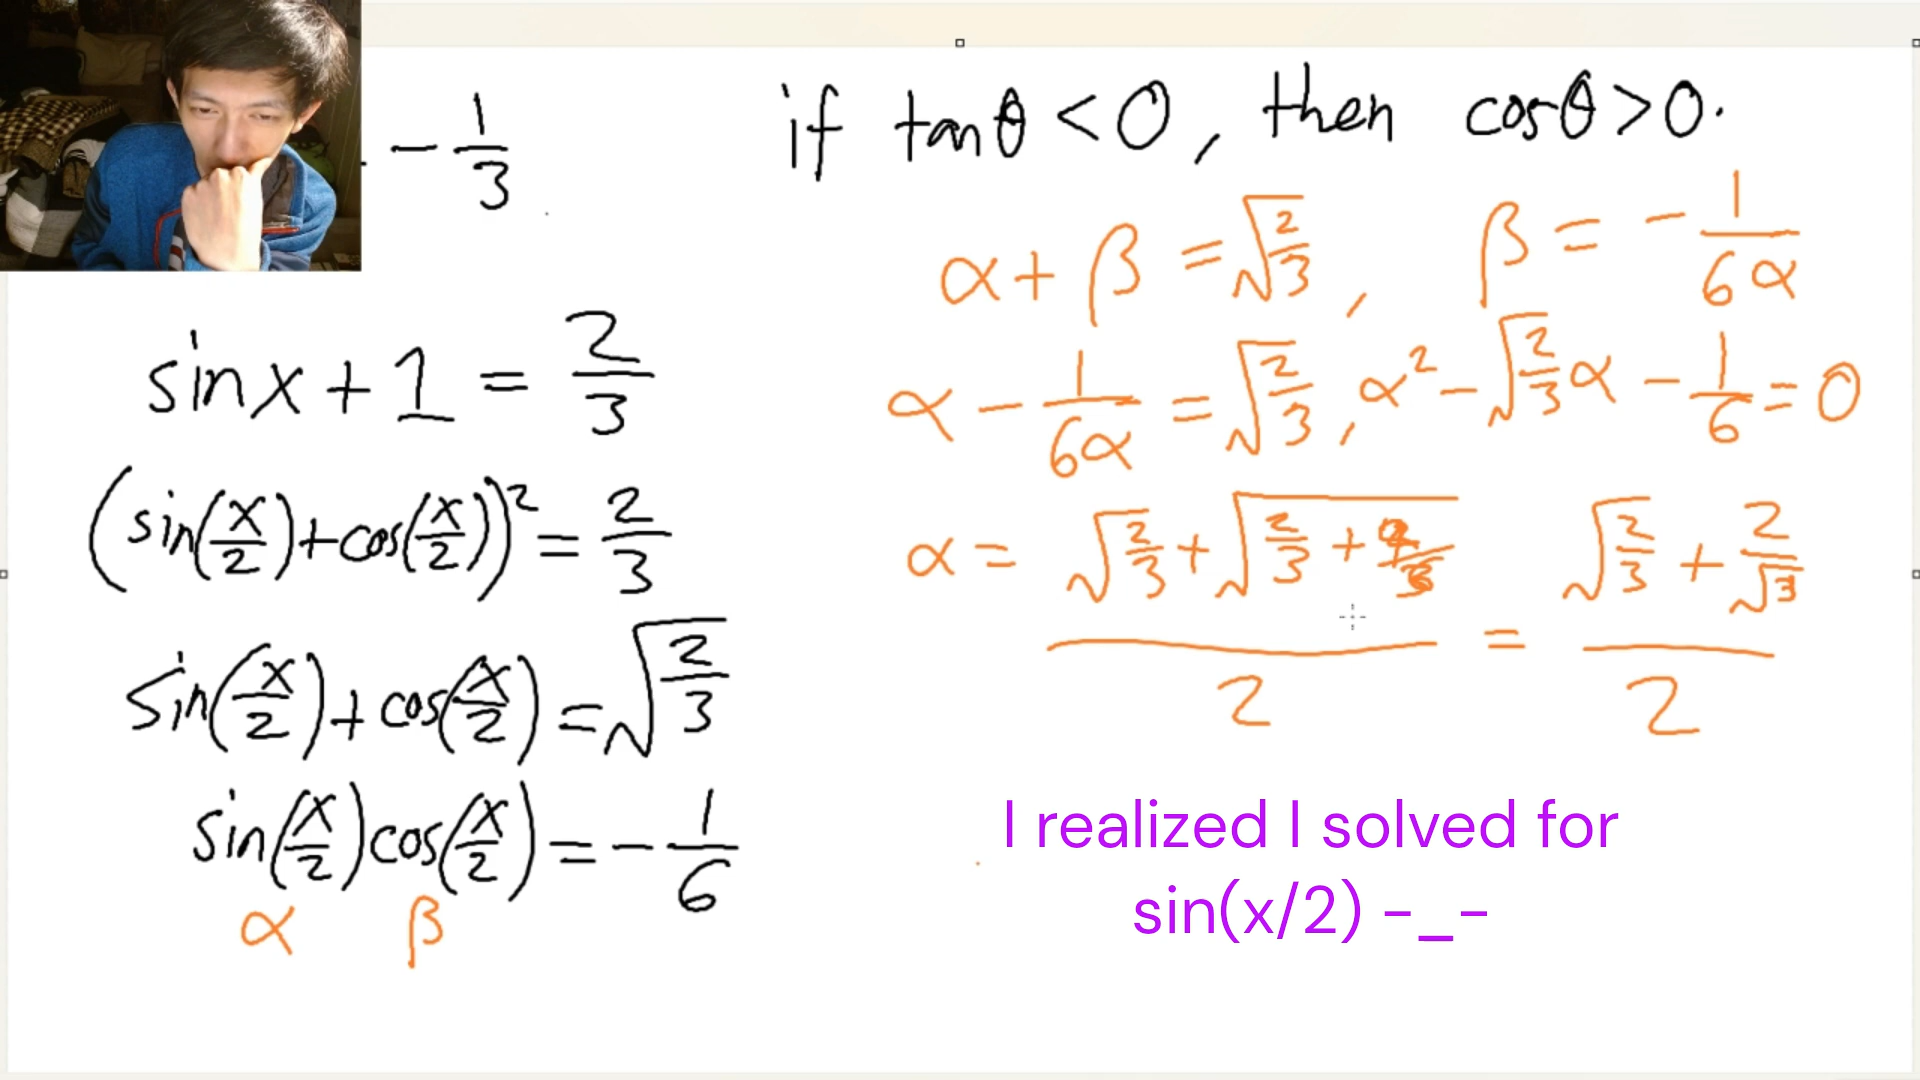 - 1/3
if tanθ < 0, then cosθ > 0.
sinx + 1 = 2/3
(sin(x/2) + cos(x/2))² = 2/3
sin(x/2) + cos(x/2) = √(2/3)
sin(x/2) cos(x/2) = - 1/6
α β
α + β = √(2/3), β = - 1/(6α)
α - 1/(6α) = √(2/3), α² - √(2/3)α - 1/6 = 0
α = (√(2/3) + √(2/3 + ))/2 = (√(2/3) + 2/√3)/2
I realized I solved for
sin(x/2) -_-